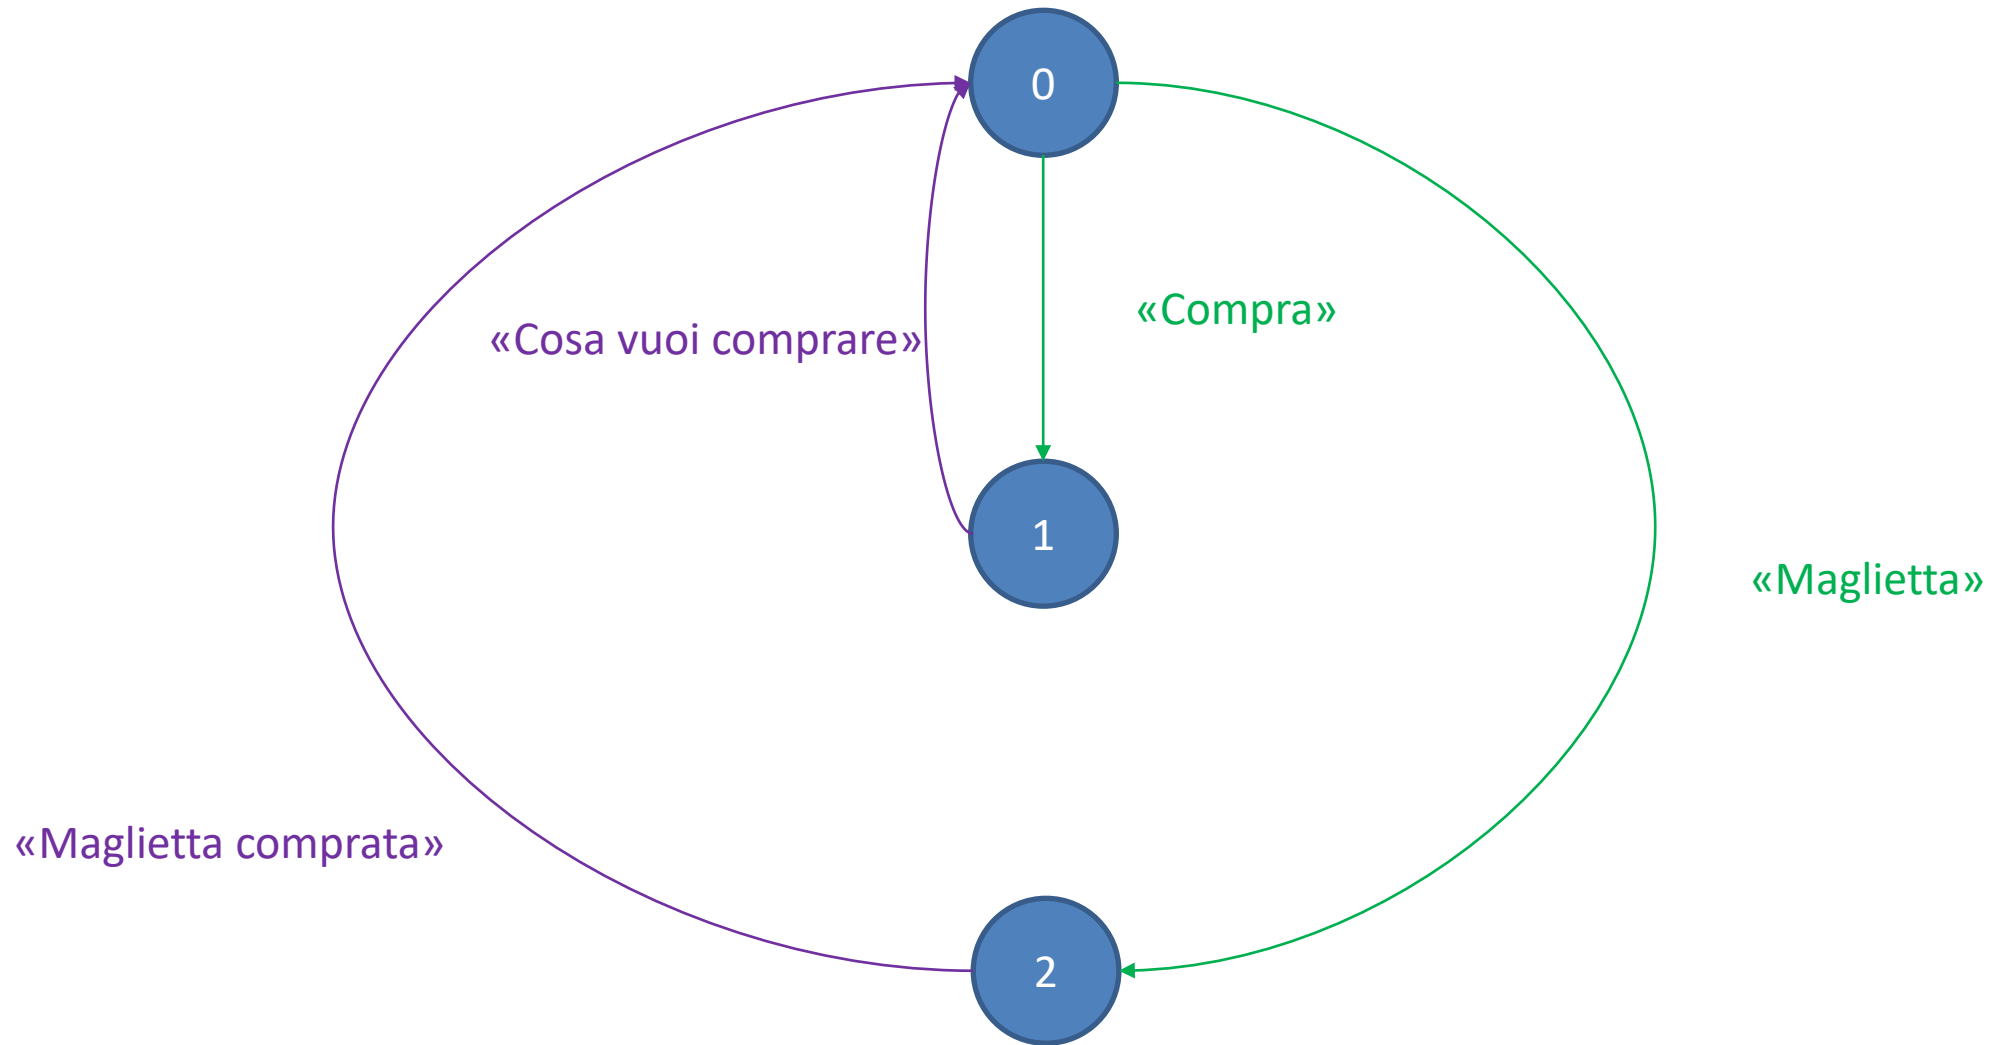 0
«Compra»
«Cosa vuoi comprare»
1
«Maglietta»
«Maglietta comprata»
2